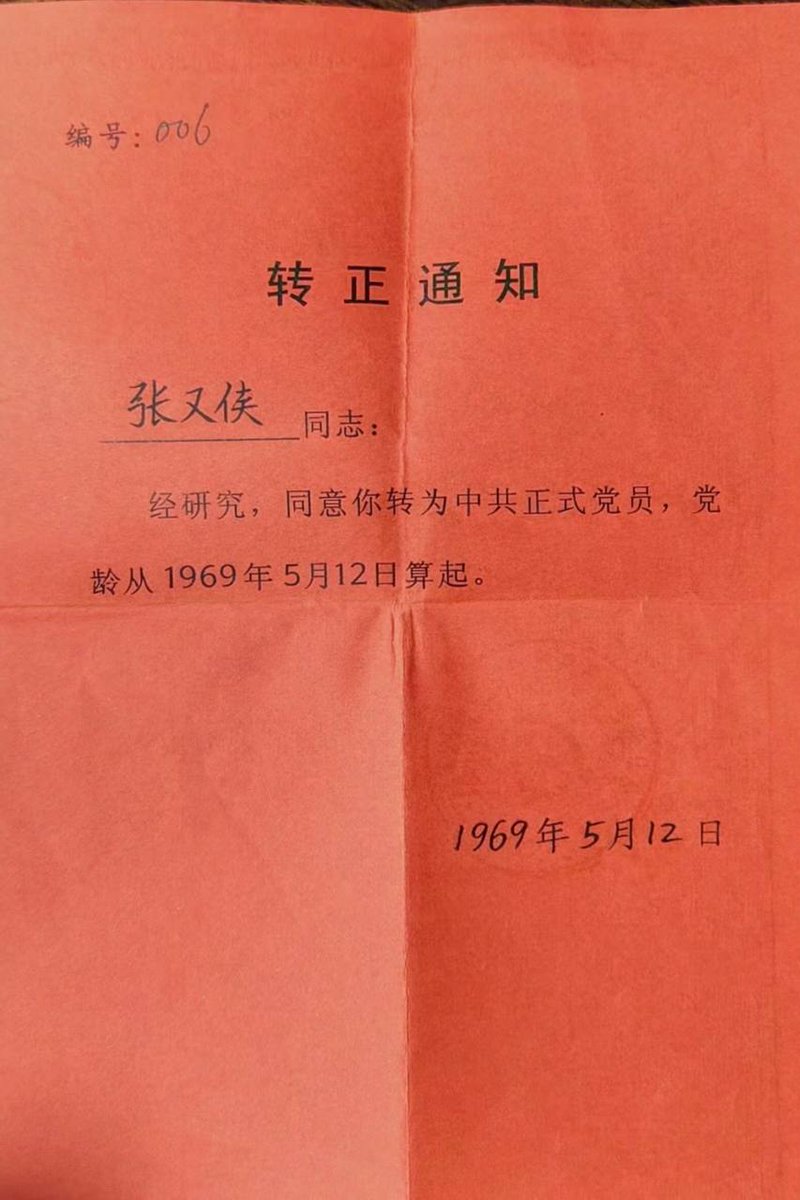 编号：006
转正通知
张又侠同志：
经研究，同意你转为中共正式党员，党
龄从1969年5月12日算起。
1969年5月12日